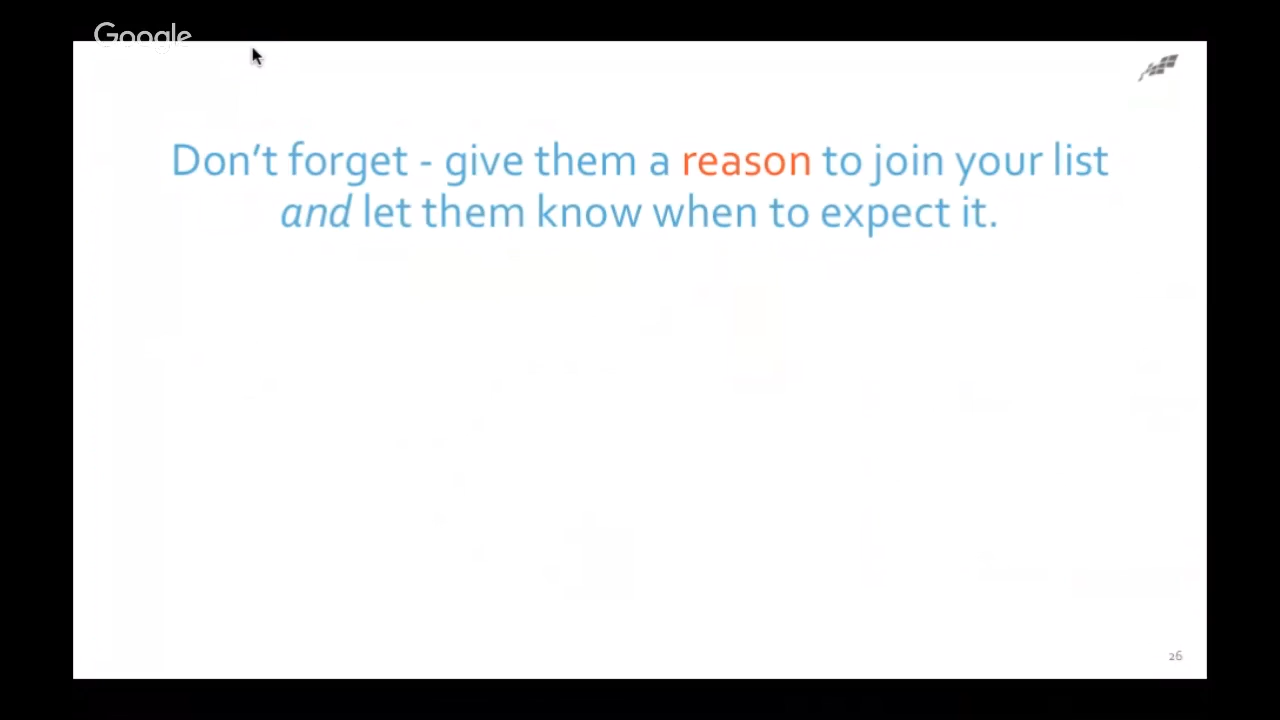 Google
Don't forget - give them a reason to join your list
and let them know when to expect it.
26